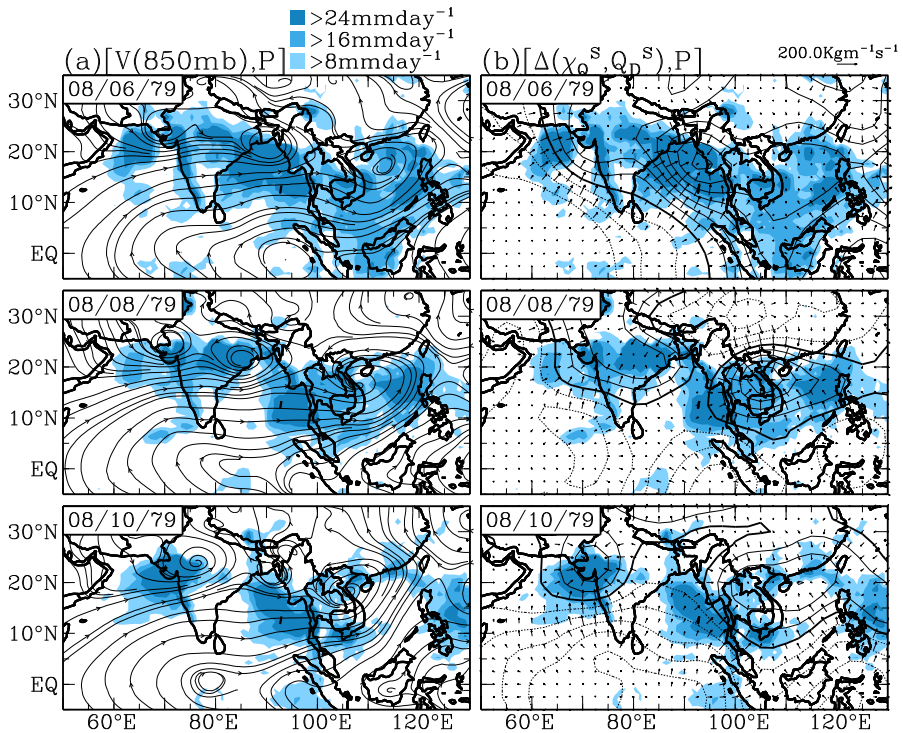 >24mmday⁻¹
>16mmday⁻¹
>8mmday⁻¹
(a)[V(850mb),P]
(b)[Δ(χ_Q^S,Q_D^S),P]
200.0Kgm⁻¹s⁻¹
08/06/79
08/06/79
30°N
20°N
10°N
EQ
08/08/79
08/08/79
30°N
20°N
10°N
EQ
08/10/79
08/10/79
30°N
20°N
10°N
EQ
60°E 80°E 100°E 120°E
60°E 80°E 100°E 120°E